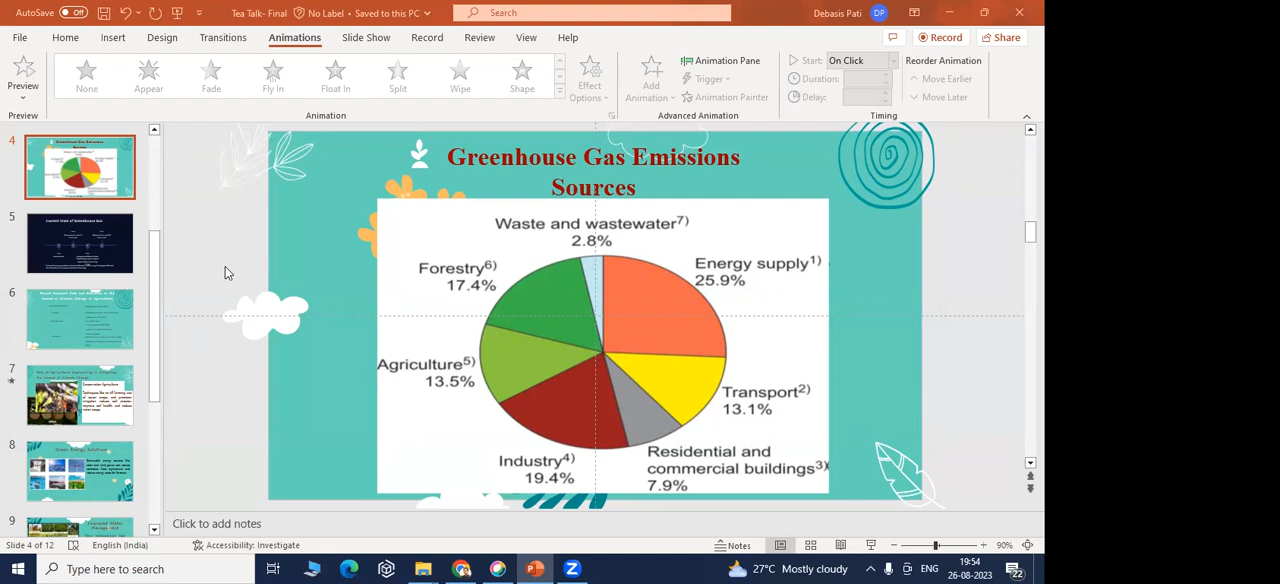 AutoSave Off
Tea Talk- Final
No Label • Saved to this PC
Search
Debasis Pati DP
File Home Insert Design Transitions Animations Slide Show Record Review View Help
Record Share
Preview
None Appear Fade Fly In Float In Split Wipe Shape
Effect Options
Add Animation
Animation Pane
Trigger
Animation Painter
Start: On Click
Duration:
Delay:
Reorder Animation
Move Earlier
Move Later
Preview Animation Advanced Animation Timing
4
5
6
7
8
9
Greenhouse Gas Emissions
Sources
Waste and wastewater7)
2.8%
Forestry6)
17.4%
Energy supply1)
25.9%
Agriculture5)
13.5%
Transport2)
13.1%
Industry4)
19.4%
Residential and
commercial buildings3)
7.9%
Click to add notes
Slide 4 of 12 English (India) Accessibility: Investigate Notes 90%
Type here to search
27°C Mostly cloudy
ENG
19:54
26-08-2023
22